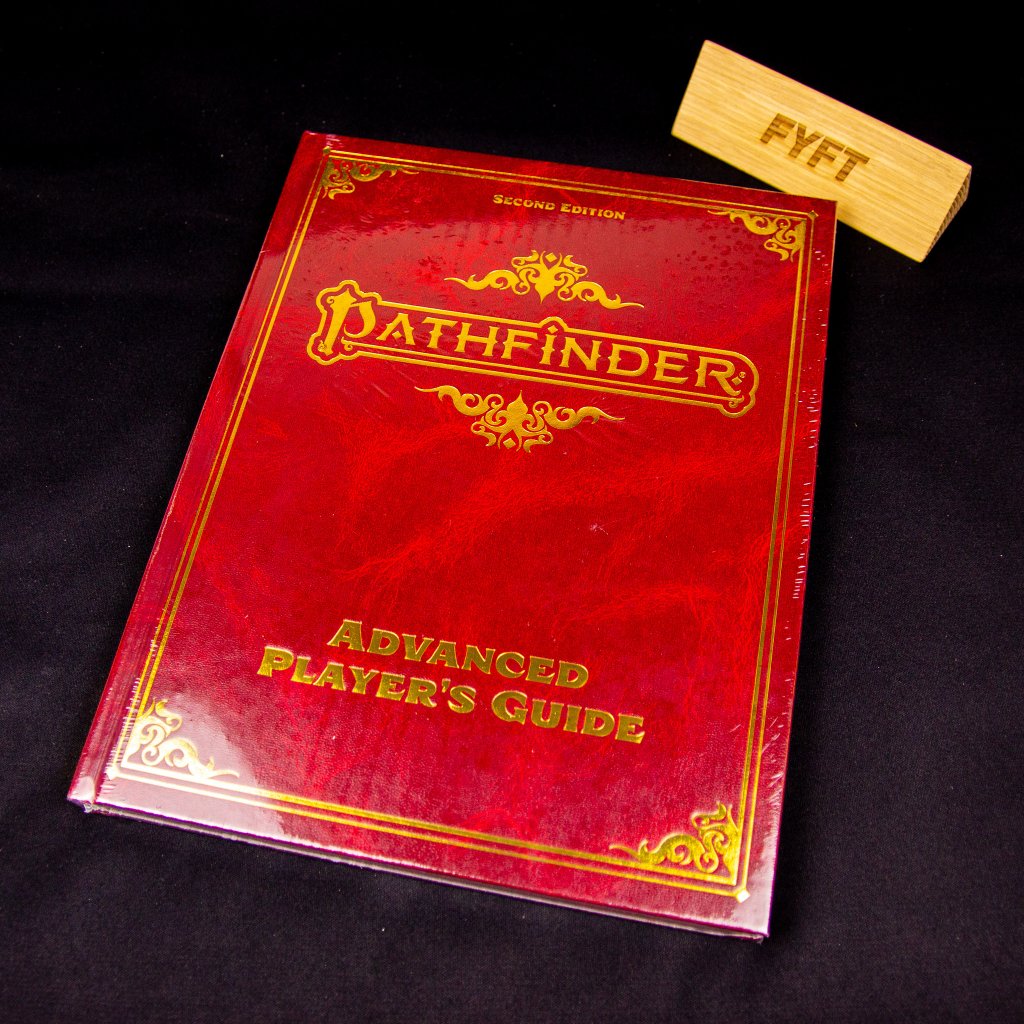 FYFT
Second Edition
Pathfinder
Advanced
Player's Guide